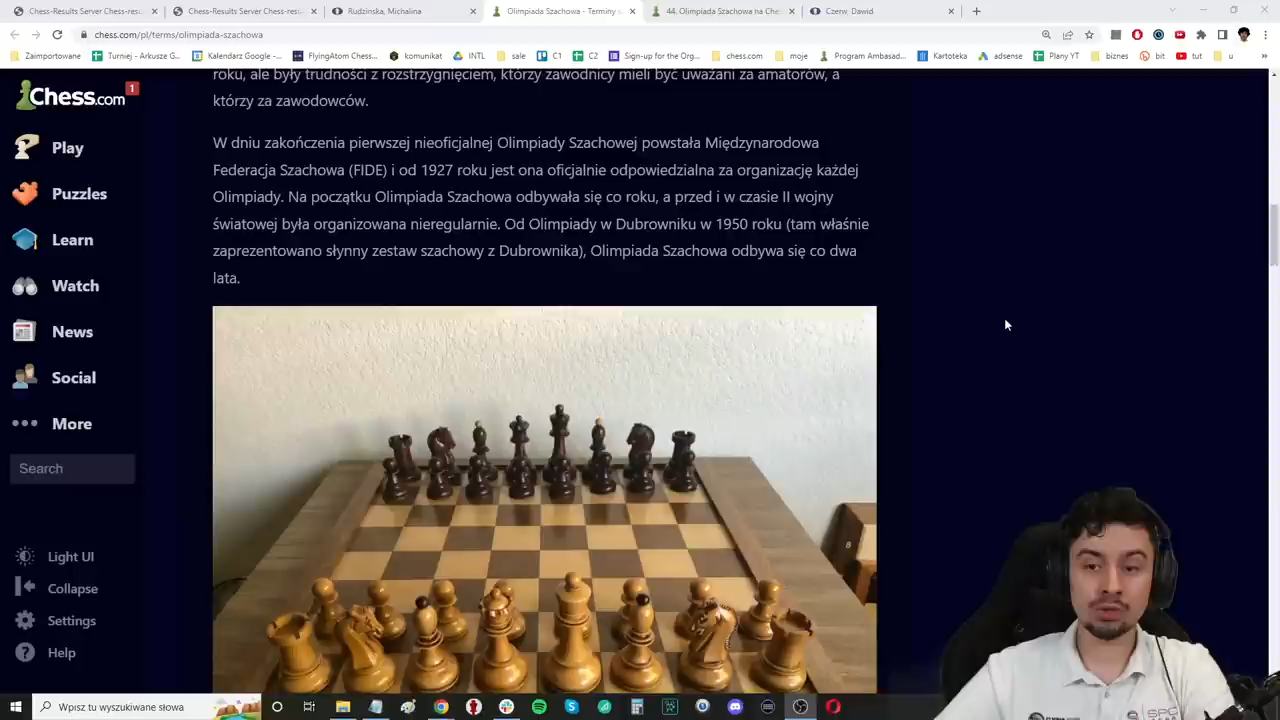 Chess-Results Server Chess-resu
Chess-Results Server Chess-resu
Rudzinska, Michalina
Olimpiada Szachowa - Terminy s
44. Olimpiada Szachowa na Ches
Czerw, Dawid
chess.com/pl/terms/olimpiada-szachowa
Zaimportowane
Turniej - Arkusze G...
Kalendarz Google -...
FlyingAtom Chess C...
komunikat
INTL
sale
C1
C2
Sign-up for the Org...
chess.com
moje
Program Ambasad...
Kartoteka
adsense
Plany YT
biznes
bit
tut
u
Chess.com
1
Play
Puzzles
Learn
Watch
News
Social
More
Search
Light UI
Collapse
Settings
Help
roku, ale były trudności z rozstrzygnięciem, którzy zawodnicy mieli być uważani za amatorów, a
którzy za zawodowców.
W dniu zakończenia pierwszej nieoficjalnej Olimpiady Szachowej powstała Międzynarodowa
Federacja Szachowa (FIDE) i od 1927 roku jest ona oficjalnie odpowiedzialna za organizację każdej
Olimpiady. Na początku Olimpiada Szachowa odbywała się co roku, a przed i w czasie II wojny
światowej była organizowana nieregularnie. Od Olimpiady w Dubrowniku w 1950 roku (tam właśnie
zaprezentowano słynny zestaw szachowy z Dubrownika), Olimpiada Szachowa odbywa się co dwa
lata.
8
Wpisz tu wyszukiwane słowa